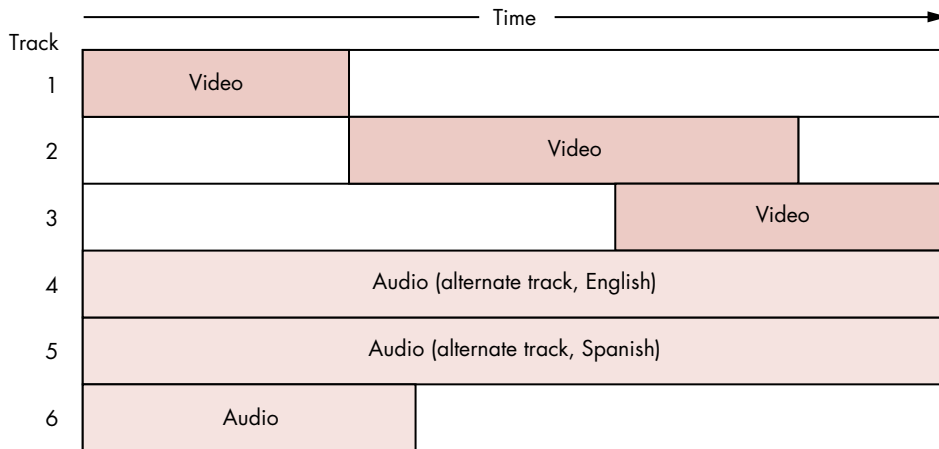 Time
Track
1 Video
2 Video
3 Video
4 Audio (alternate track, English)
5 Audio (alternate track, Spanish)
6 Audio